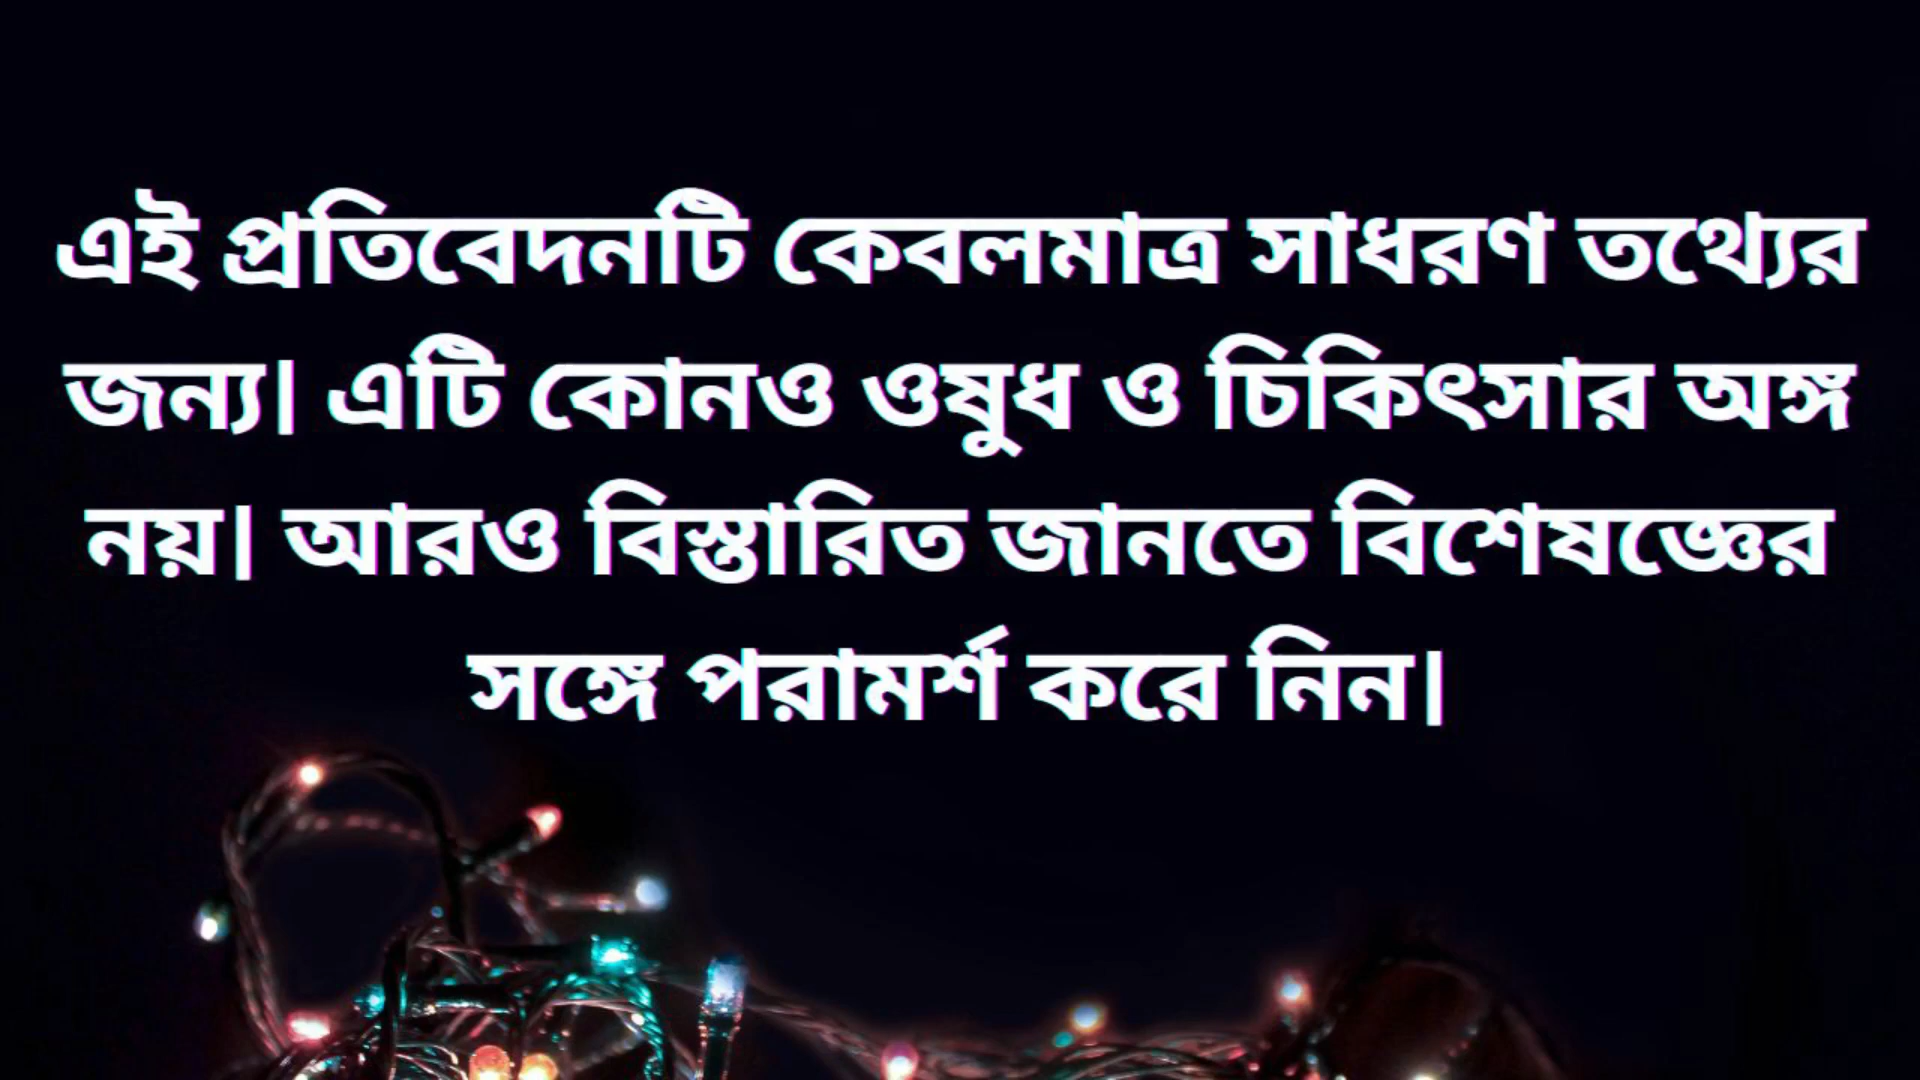 এই প্রতিবেদনটি কেবলমাত্র সাধরণ তথ্যের
জন্য। এটি কোনও ওষুধ ও চিকিৎসার অঙ্গ
নয়। আরও বিস্তারিত জানতে বিশেষজ্ঞের
সঙ্গে পরামর্শ করে নিন।